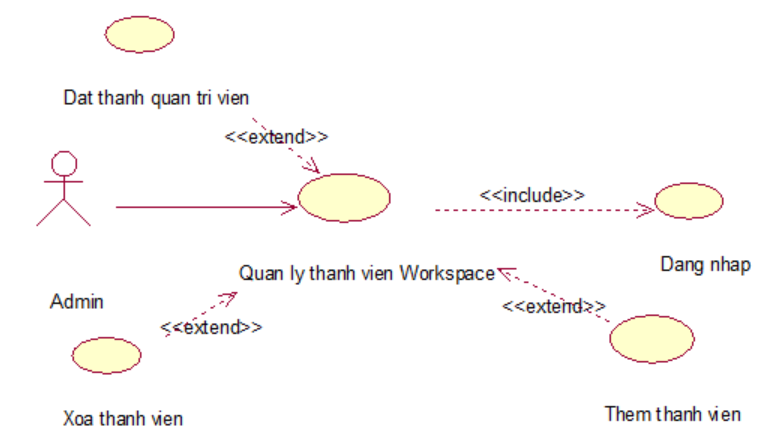 Dat thanh quan tri vien
<<extend>>
<<include>>
Dang nhap
Quan ly thanh vien Workspace
Admin
<<extend>>
<<extend>>
Xoa thanh vien
Them thanh vien